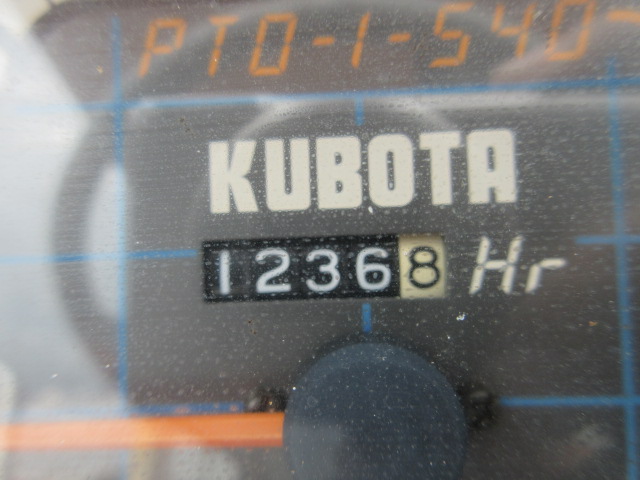 PTO-1-540-
KUBOTA
12368 Hr